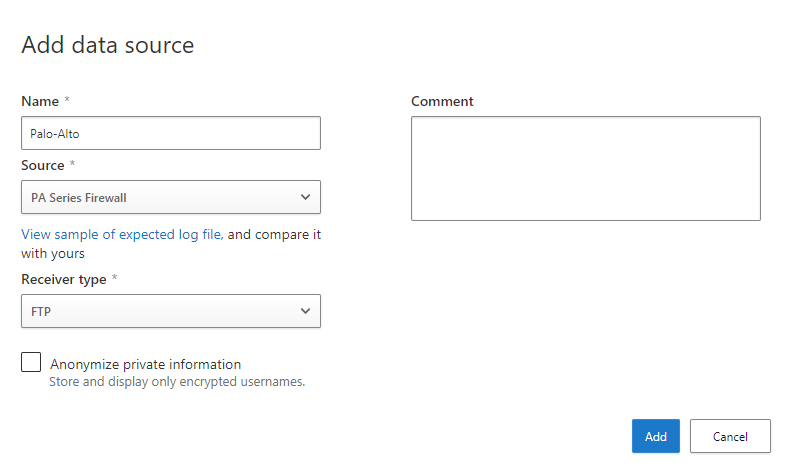 Add data source
Name *
Palo-Alto
Source *
PA Series Firewall
View sample of expected log file, and compare it
with yours
Receiver type *
FTP
Anonymize private information
Store and display only encrypted usernames.
Comment
Add
Cancel